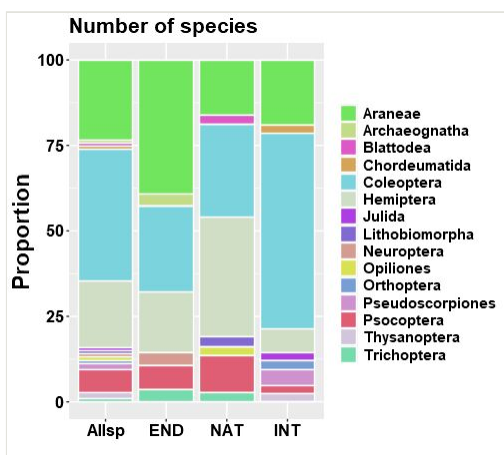 Number of species
Proportion
100
75
50
25
0
Allsp END NAT INT
Araneae
Archaeognatha
Blattodea
Chordeumatida
Coleoptera
Hemiptera
Julida
Lithobiomorpha
Neuroptera
Opiliones
Orthoptera
Pseudoscorpiones
Psocoptera
Thysanoptera
Trichoptera